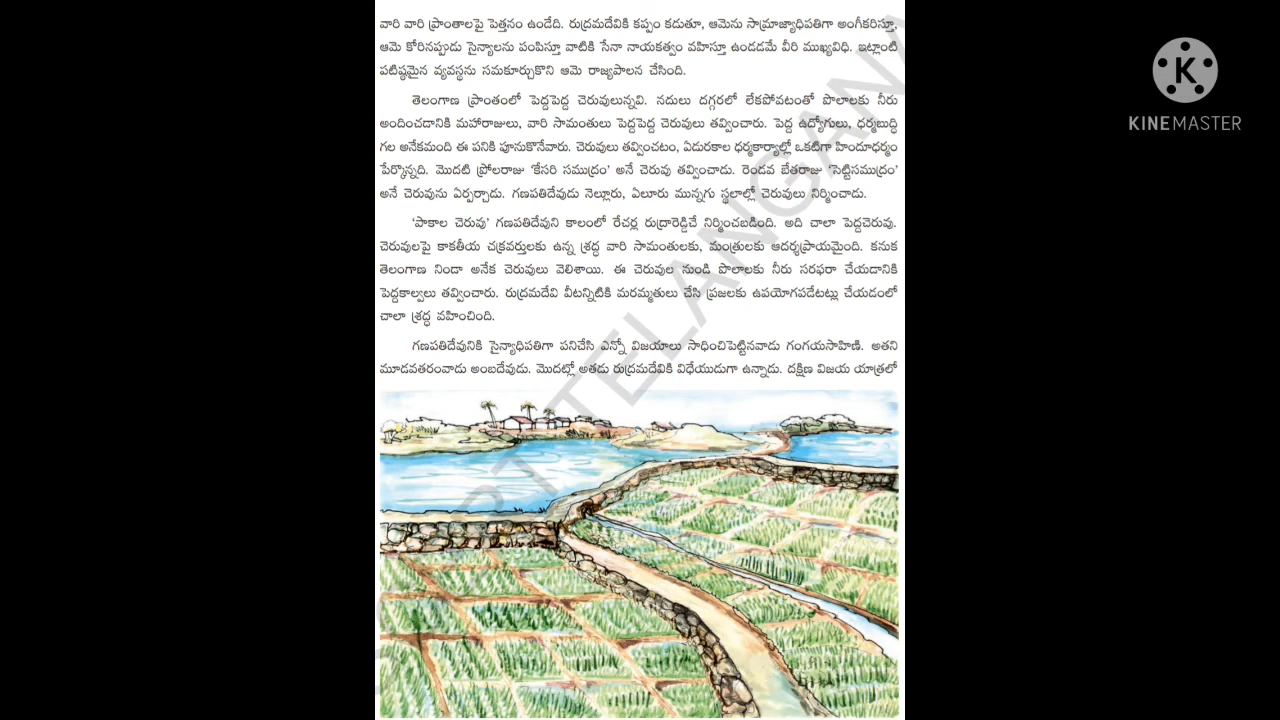 వారి వారి ప్రాంతాలపై పెత్తనం ఉండేది. రుద్రమదేవికి కప్పం కడుతూ, ఆమెను సామ్రాజ్యాధిపతిగా అంగీకరిస్తూ,
ఆమె కోరినప్పుడు సైన్యాలను పంపిస్తూ వాటికి సేనా నాయకత్వం వహిస్తూ ఉండడమే వీరి ముఖ్యవిధి. ఇట్లాంటి
పటిష్ఠమైన వ్యవస్థను సమకూర్చుకొని ఆమె రాజ్యపాలన చేసింది.
తెలంగాణ ప్రాంతంలో పెద్దపెద్ద చెరువులున్నవి. నదులు దగ్గరలో లేకపోవటంతో పొలాలకు నీరు
అందించడానికి మహారాజులు, వారి సామంతులు పెద్దపెద్ద చెరువులు తవ్వించారు. పెద్ద ఉద్యోగులు, ధర్మబుద్ధి
గల అనేకమంది ఈ పనికి పూనుకొనేవారు. చెరువులు తవ్వించటం, ఏడురకాల ధర్మకార్యాల్లో ఒకటిగా హిందూధర్మం
పేర్కొన్నది. మొదటి ప్రోలరాజు ‘కేసరి సముద్రం’ అనే చెరువు తవ్వించాడు. రెండవ బేతరాజు ‘సెట్టిసముద్రం’
అనే చెరువును ఏర్పర్చాడు. గణపతిదేవుడు నెల్లూరు, ఏలూరు మున్నగు స్థలాల్లో చెరువులు నిర్మించాడు.
‘పాకాల చెరువు’ గణపతిదేవుని కాలంలో రేచర్ల రుద్రారెడ్డిచే నిర్మించబడింది. అది చాలా పెద్దచెరువు.
చెరువులపై కాకతీయ చక్రవర్తులకు ఉన్న శ్రద్ధ వారి సామంతులకు, మంత్రులకు ఆదర్శప్రాయమైంది. కనుక
తెలంగాణ నిండా అనేక చెరువులు వెలిశాయి. ఈ చెరువుల నుండి పొలాలకు నీరు సరఫరా చేయడానికి
పెద్దకాల్వలు తవ్వించారు. రుద్రమదేవి వీటన్నిటికి మరమ్మతులు చేసి ప్రజలకు ఉపయోగపడేటట్లు చేయడంలో
చాలా శ్రద్ధ వహించింది.
గణపతిదేవునికి సైన్యాధిపతిగా పనిచేసి ఎన్నో విజయాలు సాధించిపెట్టినవాడు గంగయసాహిణి. అతని
మూడవతరంవాడు అంబదేవుడు. మొదట్లో అతడు రుద్రమదేవికి విధేయుడుగా ఉన్నాడు. దక్షిణ విజయ యాత్రలో
K
KINEMASTER
TELANGANA